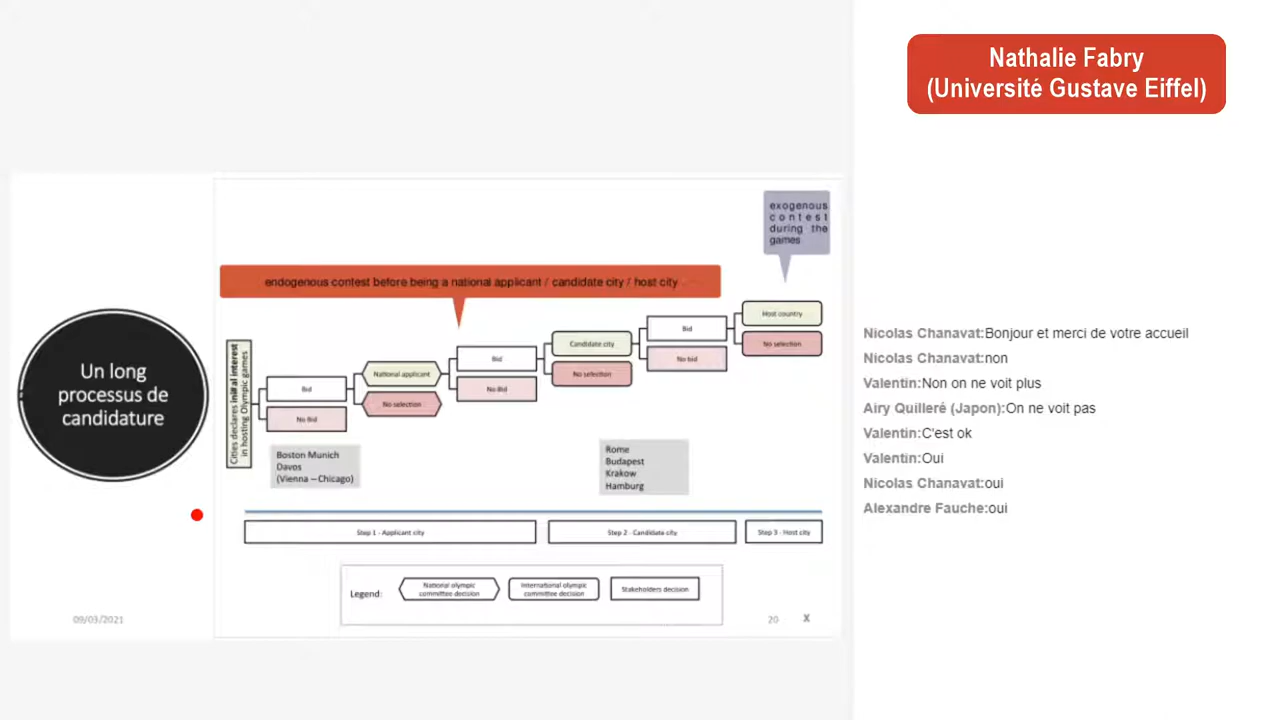 Nathalie Fabry
(Université Gustave Eiffel)
exogenous
contest
during the
games
endogenous contest before being a national applicant / candidate city / host city
Un long
processus de
candidature
Cities declares initial interest
in hosting Olympic games
Bid
No Bid
National applicant
No selection
Bid
No Bid
Candidate city
No selection
Bid
No bid
Host country
No selection
Boston Munich
Davos
(Vienna – Chicago)
Rome
Budapest
Krakow
Hamburg
Step 1 - Applicant city
Step 2 - Candidate city
Step 3 - Host city
Legend:
National olympic
committee decision
International olympic
committee decision
Stakeholders decision
09/03/2021
20
X
Nicolas Chanavat:Bonjour et merci de votre accueil
Nicolas Chanavat:non
Valentin:Non on ne voit plus
Airy Quilleré (Japon):On ne voit pas
Valentin:C'est ok
Valentin:Oui
Nicolas Chanavat:oui
Alexandre Fauche:oui